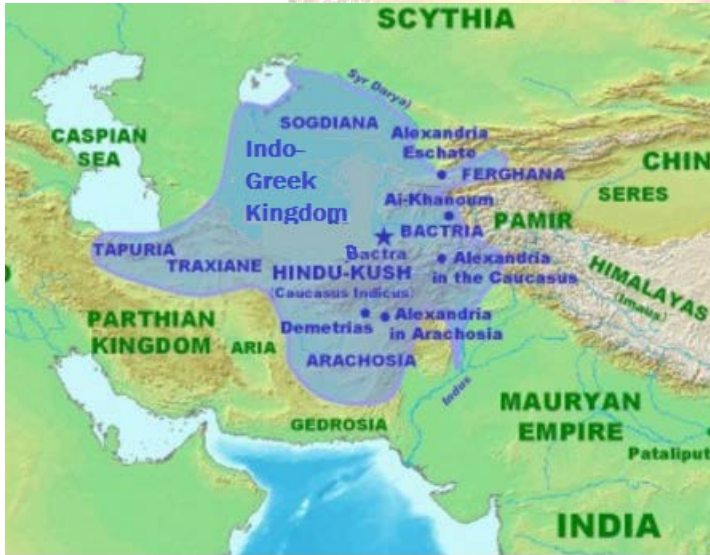 SCYTHIA
Syr Darya)
SOGDIANA
Alexandria
Eschate
CASPIAN
SEA
Indo-
Greek
Kingdom
FERGHANA
CHIN
SERES
Ai-Khanoum
BACTRIA
PAMIR
Bactra
TAPURIA
TRAXIANE
HINDU-KUSH
(Caucasus Indicus)
Alexandria
in the Caucasus
HIMALAYAS
(Imaus)
PARTHIAN
KINGDOM
ARIA
Demetrias
Alexandria
in Arachosia
ARACHOSIA
Indus
GEDROSIA
MAURYAN
EMPIRE
Pataliput
INDIA